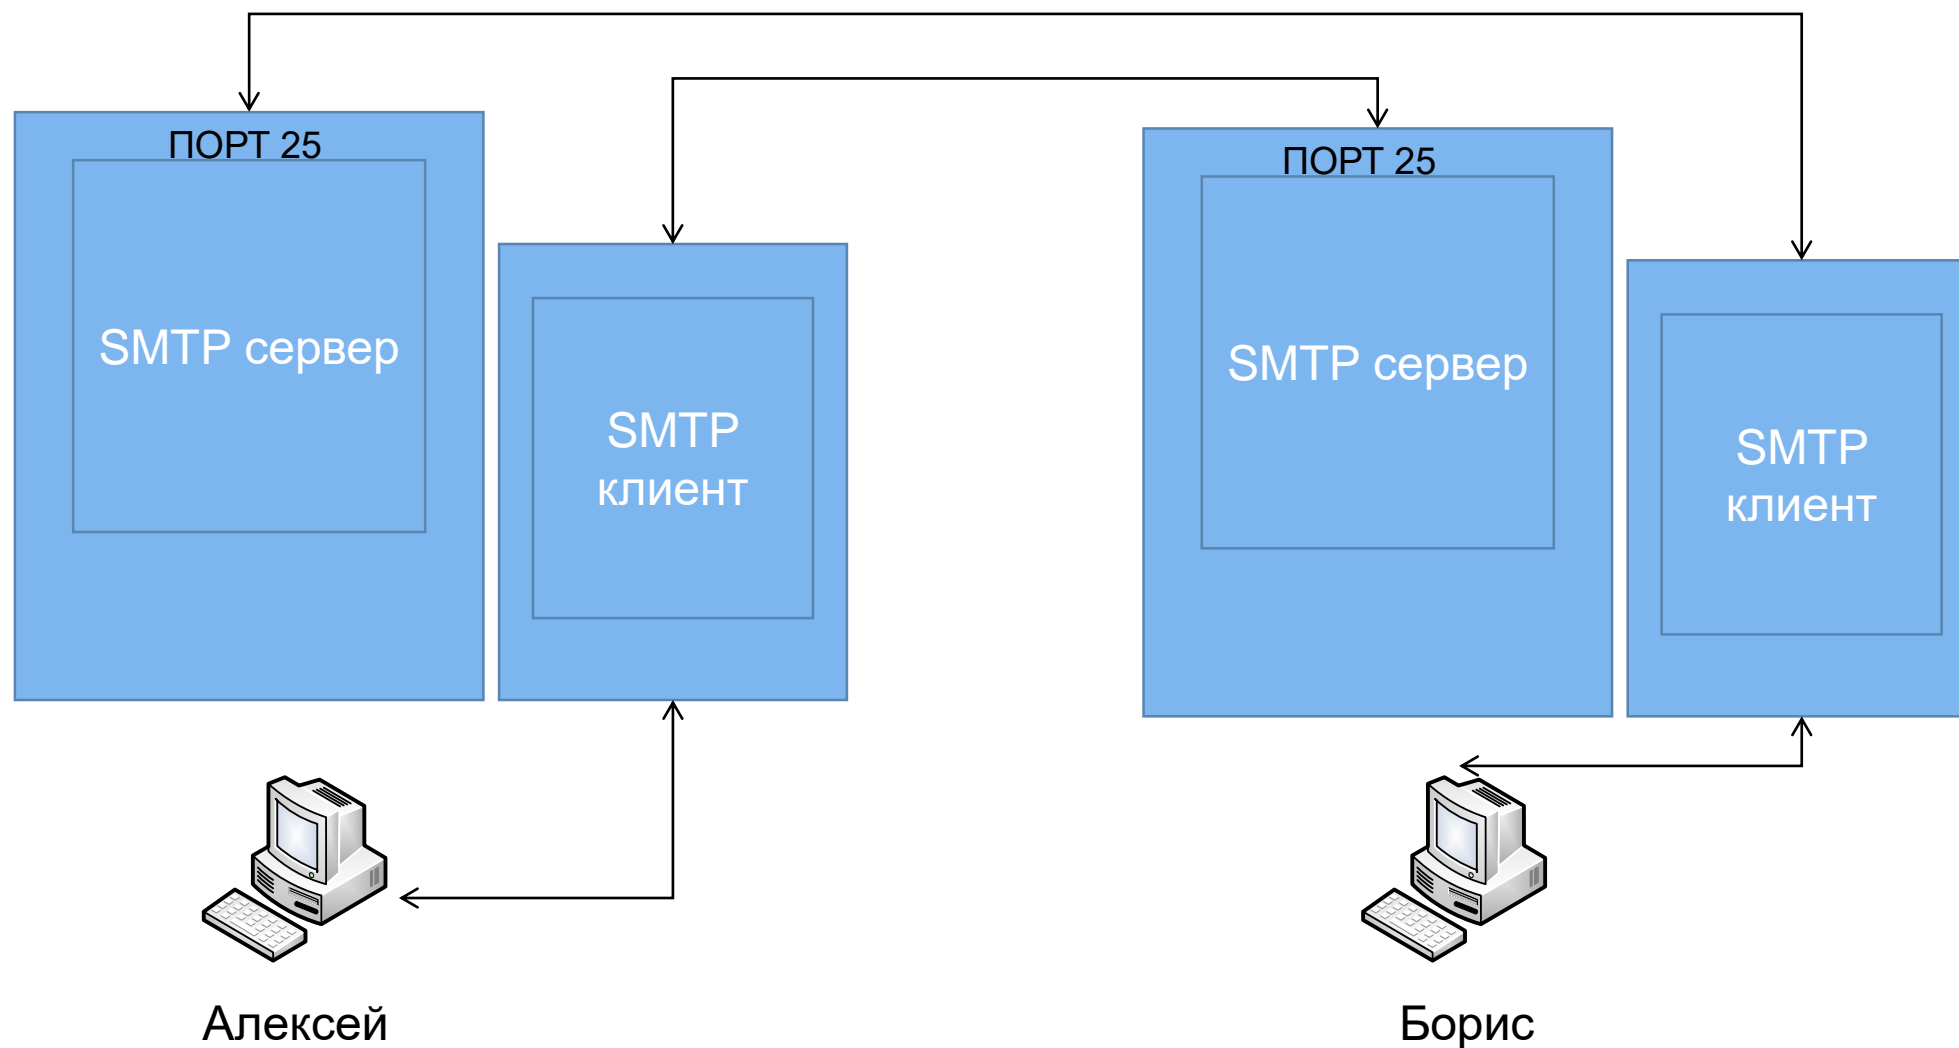 ПОРТ 25
SMTP сервер
SMTP
клиент
ПОРТ 25
SMTP сервер
SMTP
клиент
Алексей
Борис